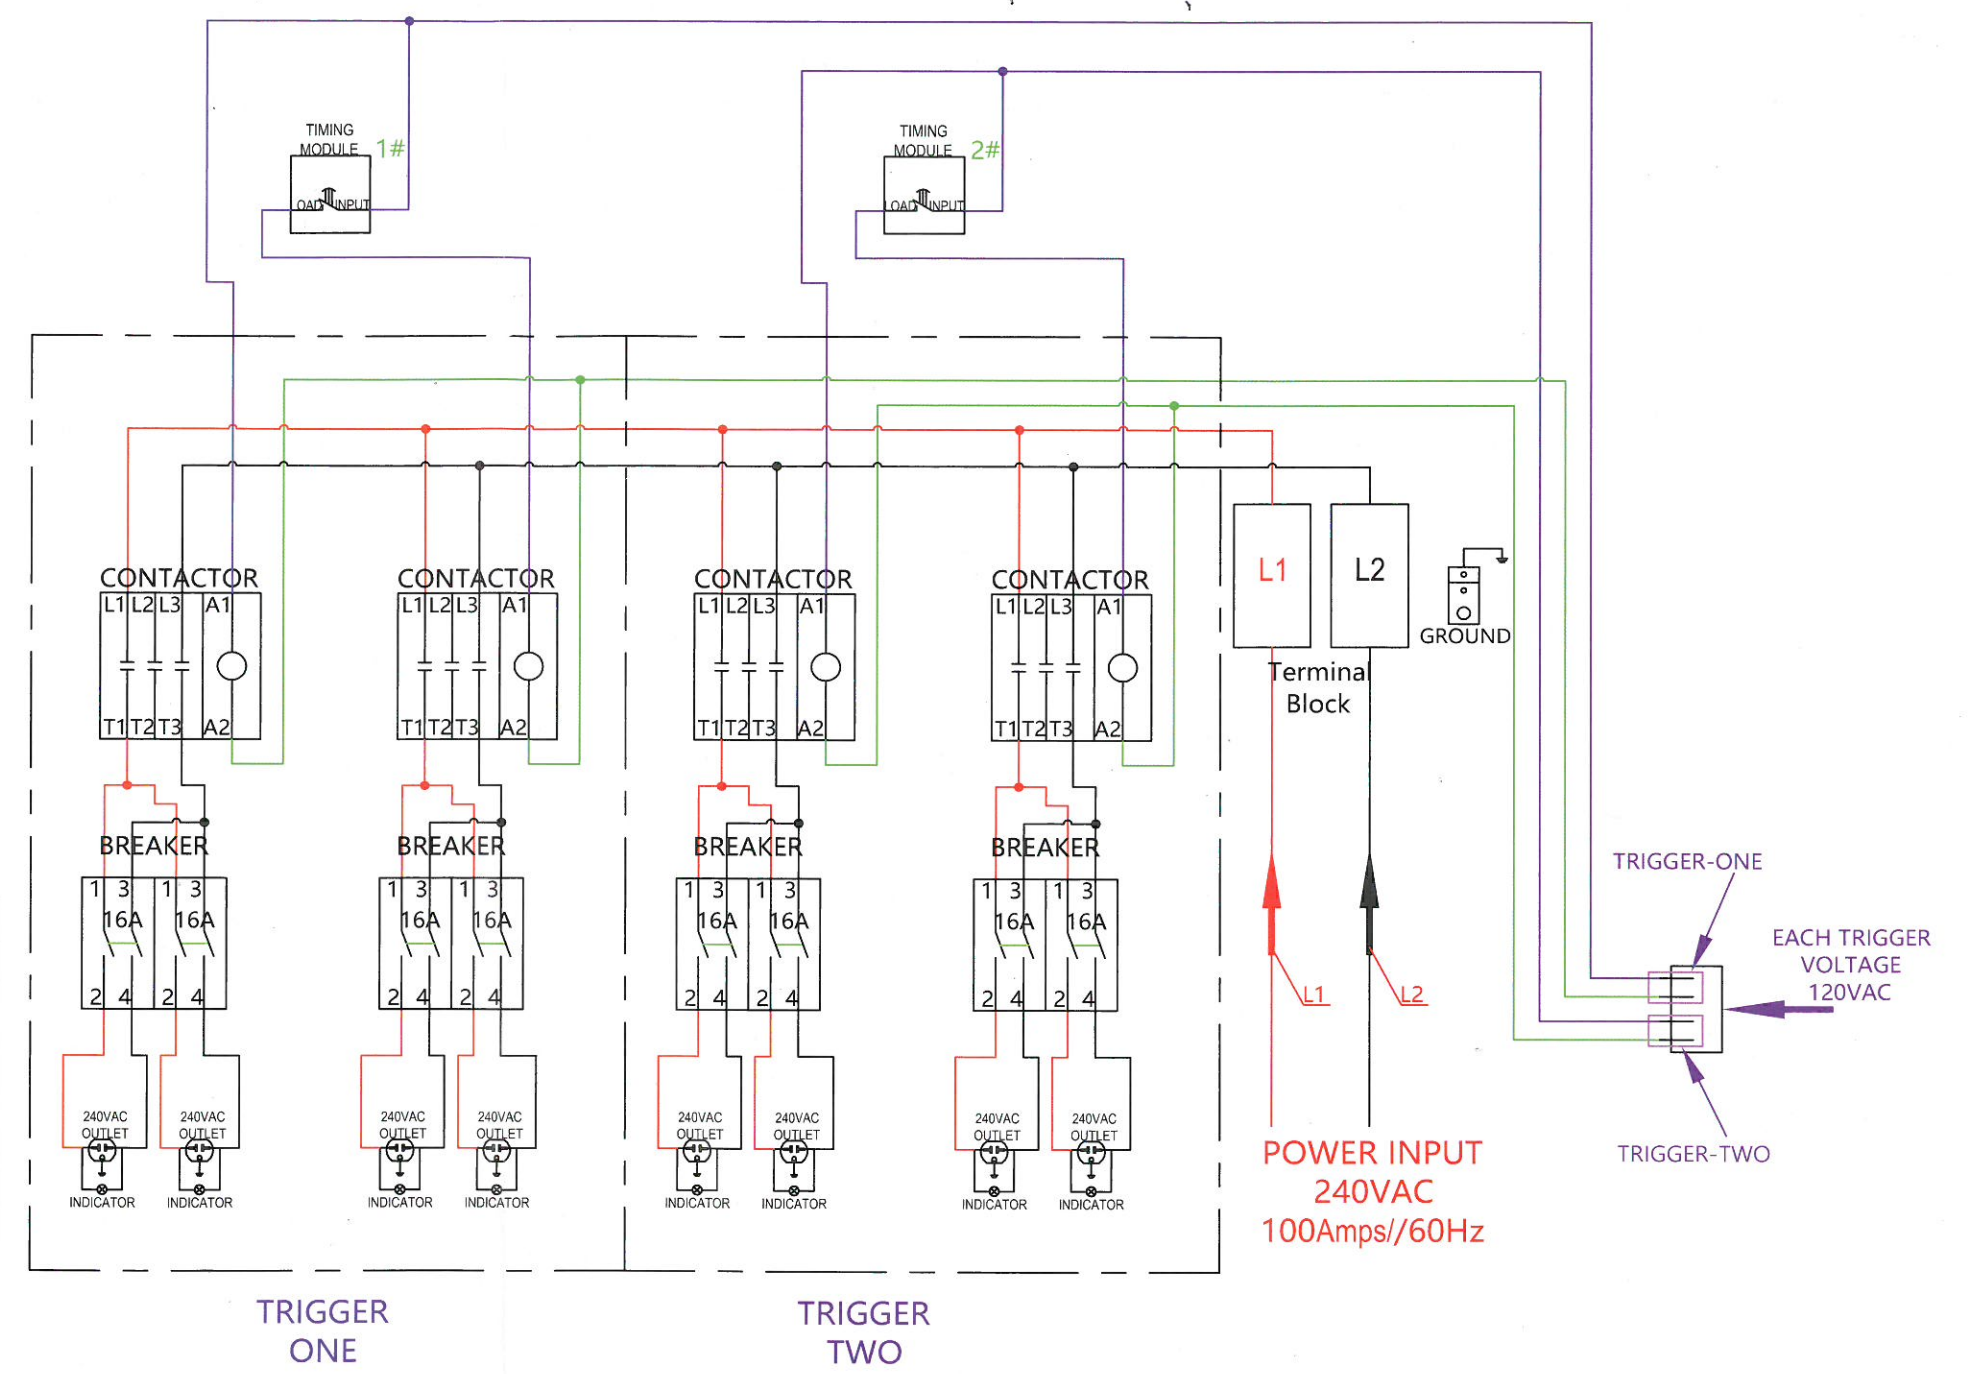 TIMING
MODULE 1#
LOAD INPUT
TIMING
MODULE 2#
LOAD INPUT
CONTACTOR CONTACTOR CONTACTOR CONTACTOR
L1 L2 L3 A1 L1 L2 L3 A1 L1 L2 L3 A1 L1 L2 L3 A1
T1 T2 T3 A2 T1 T2 T3 A2 T1 T2 T3 A2 T1 T2 T3 A2
L1 L2
GROUND
Terminal
Block
BREAKER BREAKER BREAKER BREAKER
1 3 1 3 1 3 1 3 1 3 1 3 1 3 1 3
16A 16A 16A 16A 16A 16A 16A 16A
2 4 2 4 2 4 2 4 2 4 2 4 2 4 2 4
L1 L2
240VAC 240VAC 240VAC 240VAC 240VAC 240VAC 240VAC 240VAC
OUTLET OUTLET OUTLET OUTLET OUTLET OUTLET OUTLET OUTLET
INDICATOR INDICATOR INDICATOR INDICATOR INDICATOR INDICATOR INDICATOR INDICATOR
POWER INPUT
240VAC
100Amps//60Hz
TRIGGER-ONE
EACH TRIGGER
VOLTAGE
120VAC
TRIGGER-TWO
TRIGGER
ONE
TRIGGER
TWO